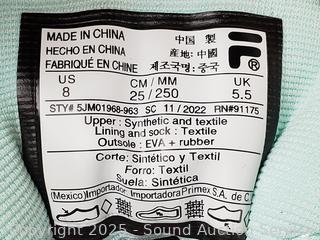 MADE IN CHINA
HECHO EN CHINA
FABRIQUÉ EN CHINE
中国 製
産地: 中國
제조국명: 중국
F®
US
8
CM / MM
25 / 250
UK
5.5
STY# 5JM01968-963 SC 11 / 2022 RN#91175
Upper : Synthetic and textile
Lining and sock : Textile
Outsole : EVA + rubber
Corte: Sintético y Textil
Forro: Textil
Suela: Sintética
(Mexico) Importador: Importadora Primex S.A. de C.
Copyright 2025 - Sound Auction Service